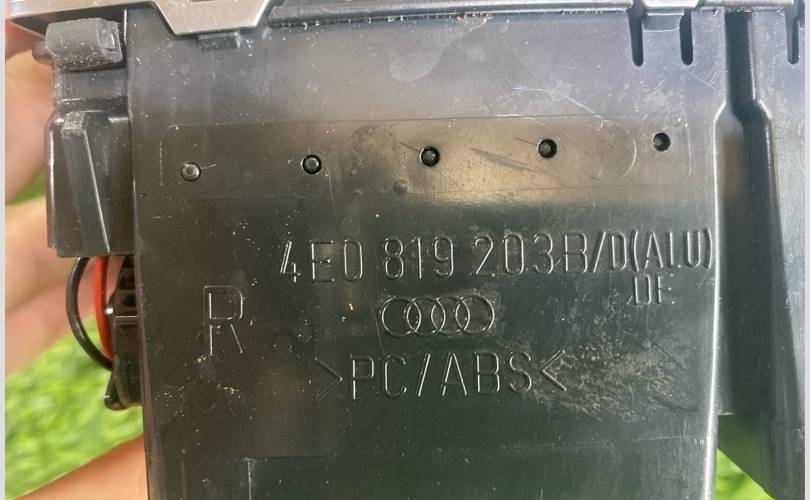 4E0 819 203B/D(ALU)
DE
R
>PC/ABS<